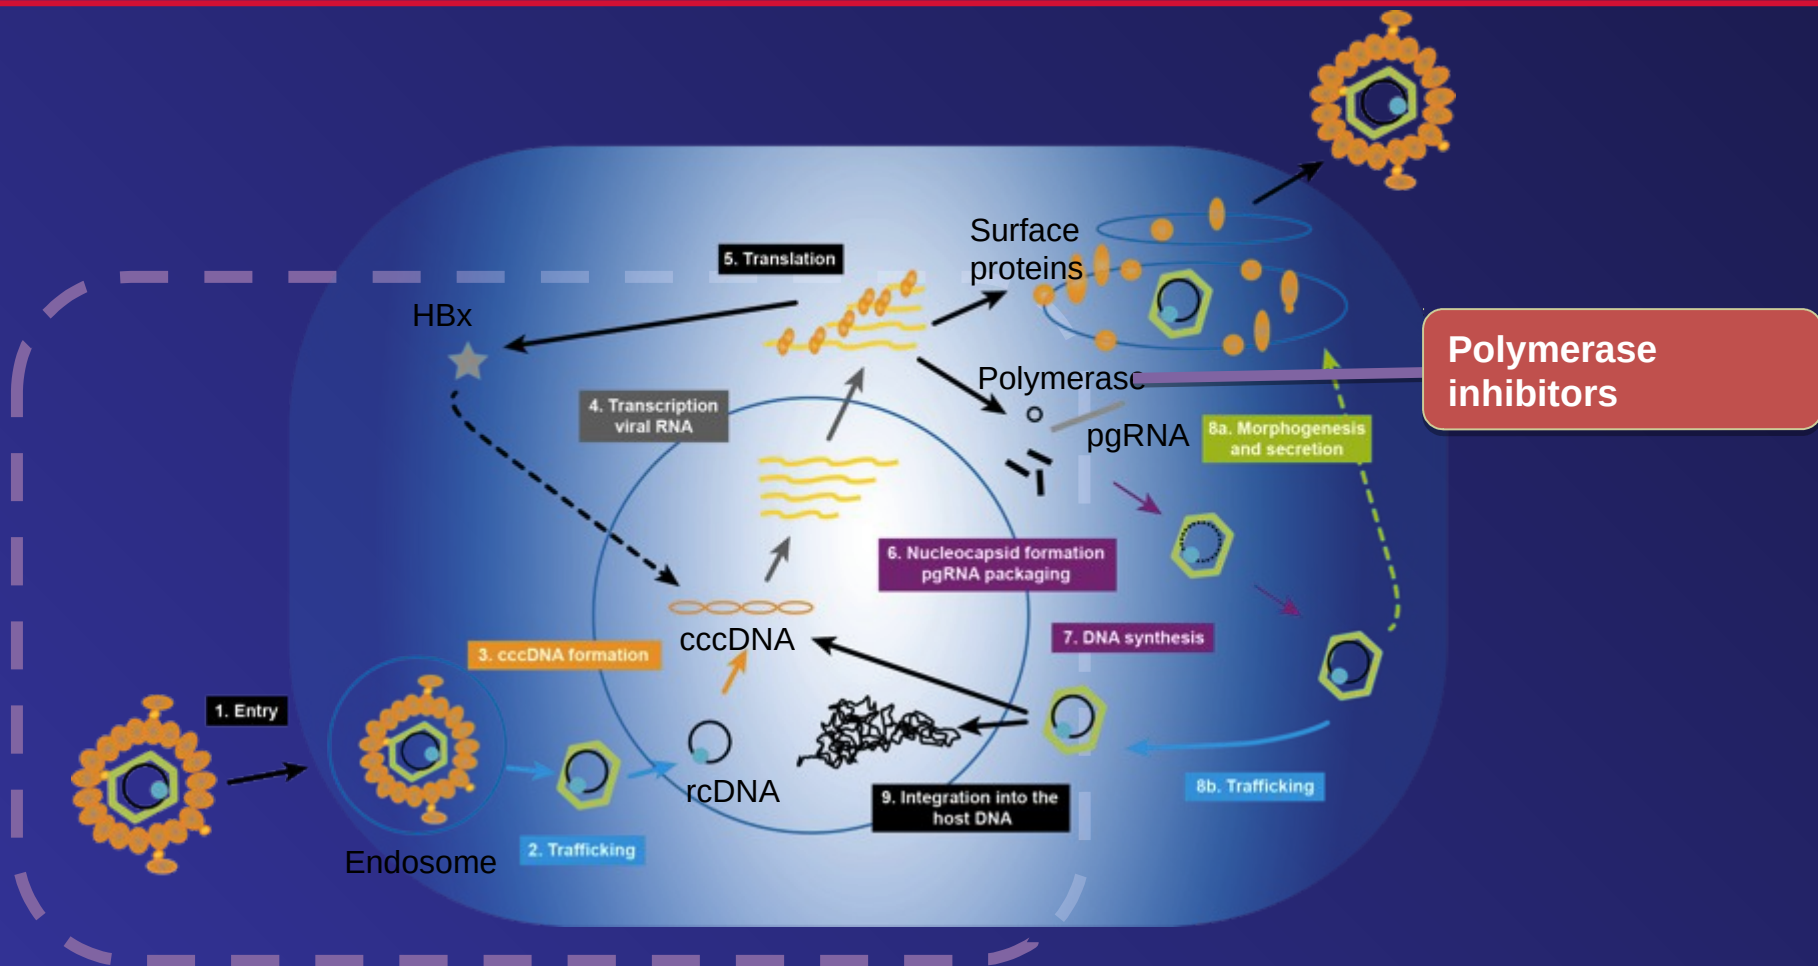 Surface
proteins
5. Translation
HBx
Polymerase
inhibitors
Polymerase
4. Transcription
viral RNA
pgRNA
8a. Morphogenesis
and secretion
6. Nucleocapsid formation
pgRNA packaging
cccDNA
7. DNA synthesis
3. cccDNA formation
1. Entry
rcDNA
9. Integration into the
host DNA
8b. Trafficking
2. Trafficking
Endosome